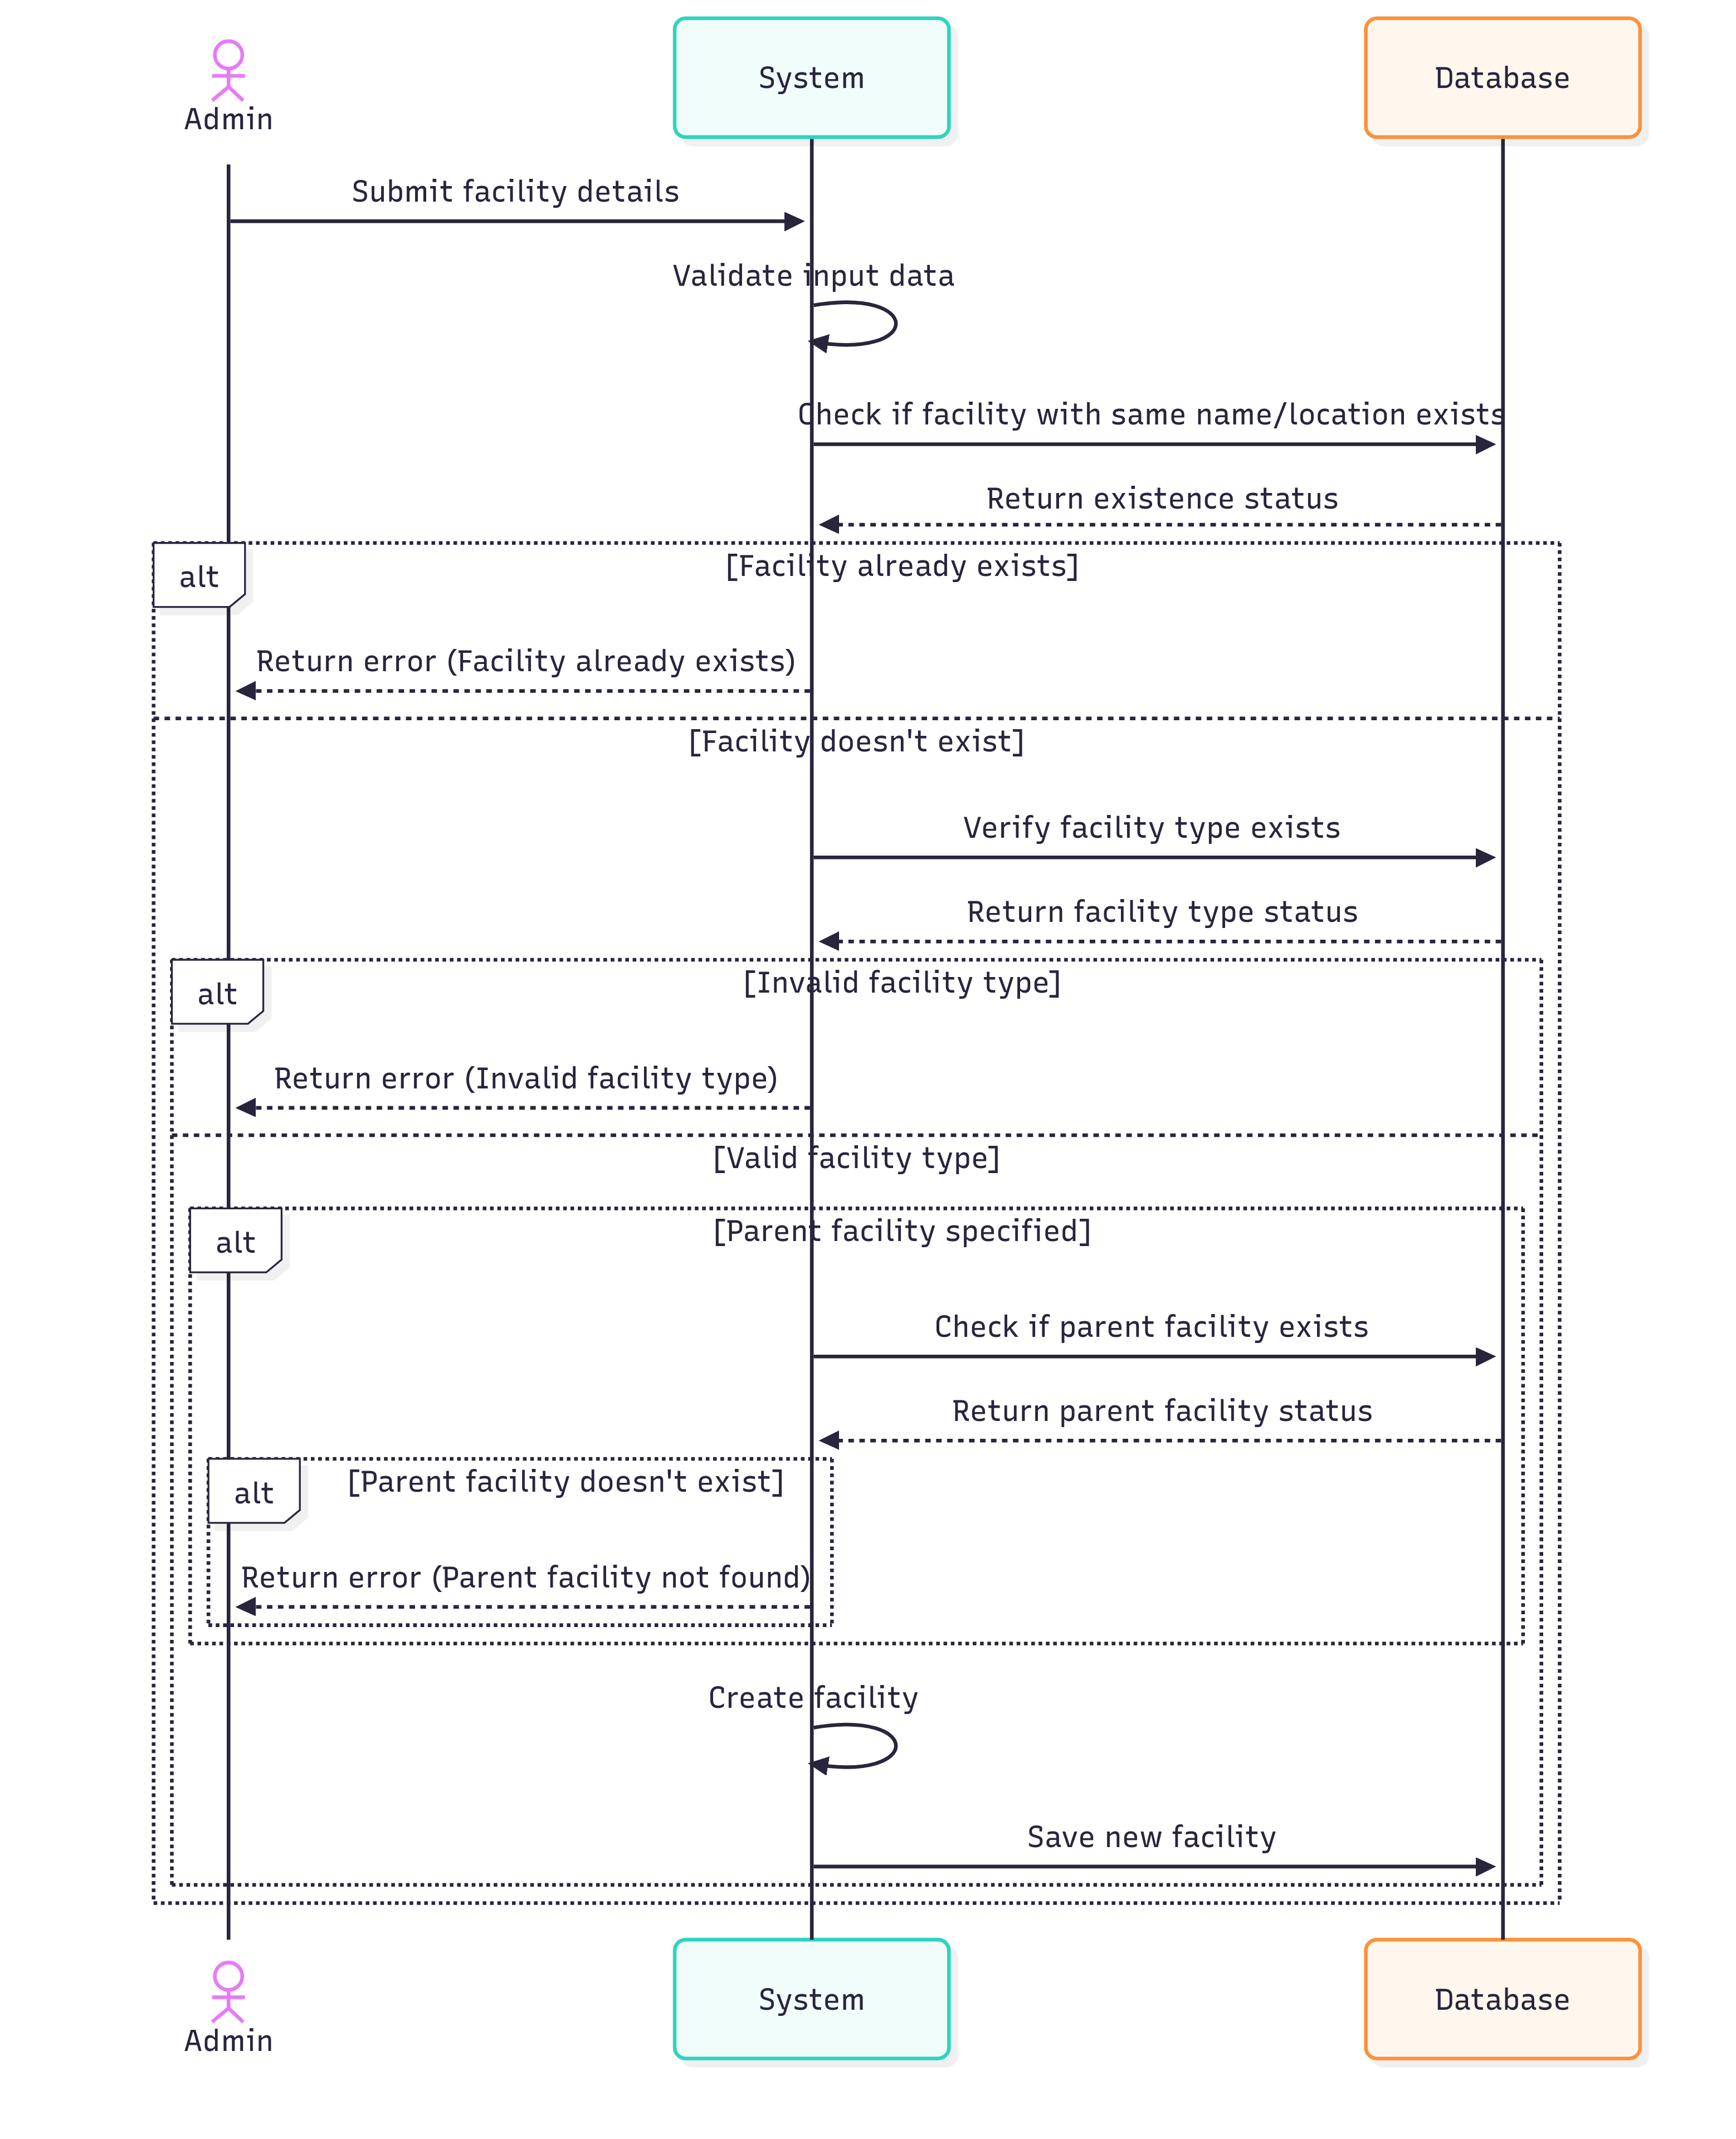 Admin
System
Database
Submit facility details
Validate input data
Check if facility with same name/location exists
Return existence status
alt
[Facility already exists]
Return error (Facility already exists)
[Facility doesn't exist]
Verify facility type exists
Return facility type status
alt
[Invalid facility type]
Return error (Invalid facility type)
[Valid facility type]
alt
[Parent facility specified]
Check if parent facility exists
Return parent facility status
alt
[Parent facility doesn't exist]
Return error (Parent facility not found)
Create facility
Save new facility
Admin
System
Database